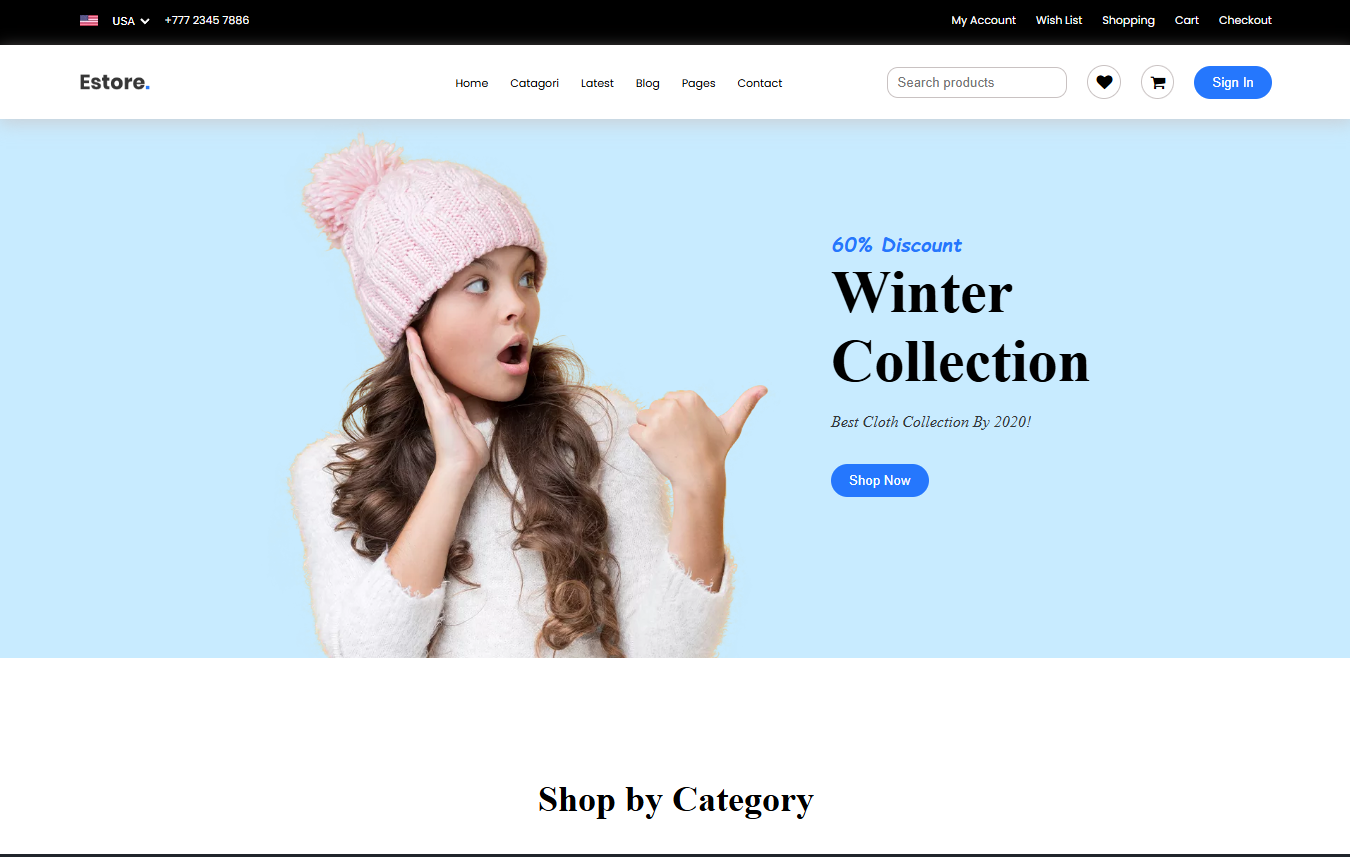 USA +777 2345 7886 My Account Wish List Shopping Cart Checkout
Estore. Home Catagori Latest Blog Pages Contact Search products Sign In
60% Discount
Winter
Collection
Best Cloth Collection By 2020!
Shop Now
Shop by Category